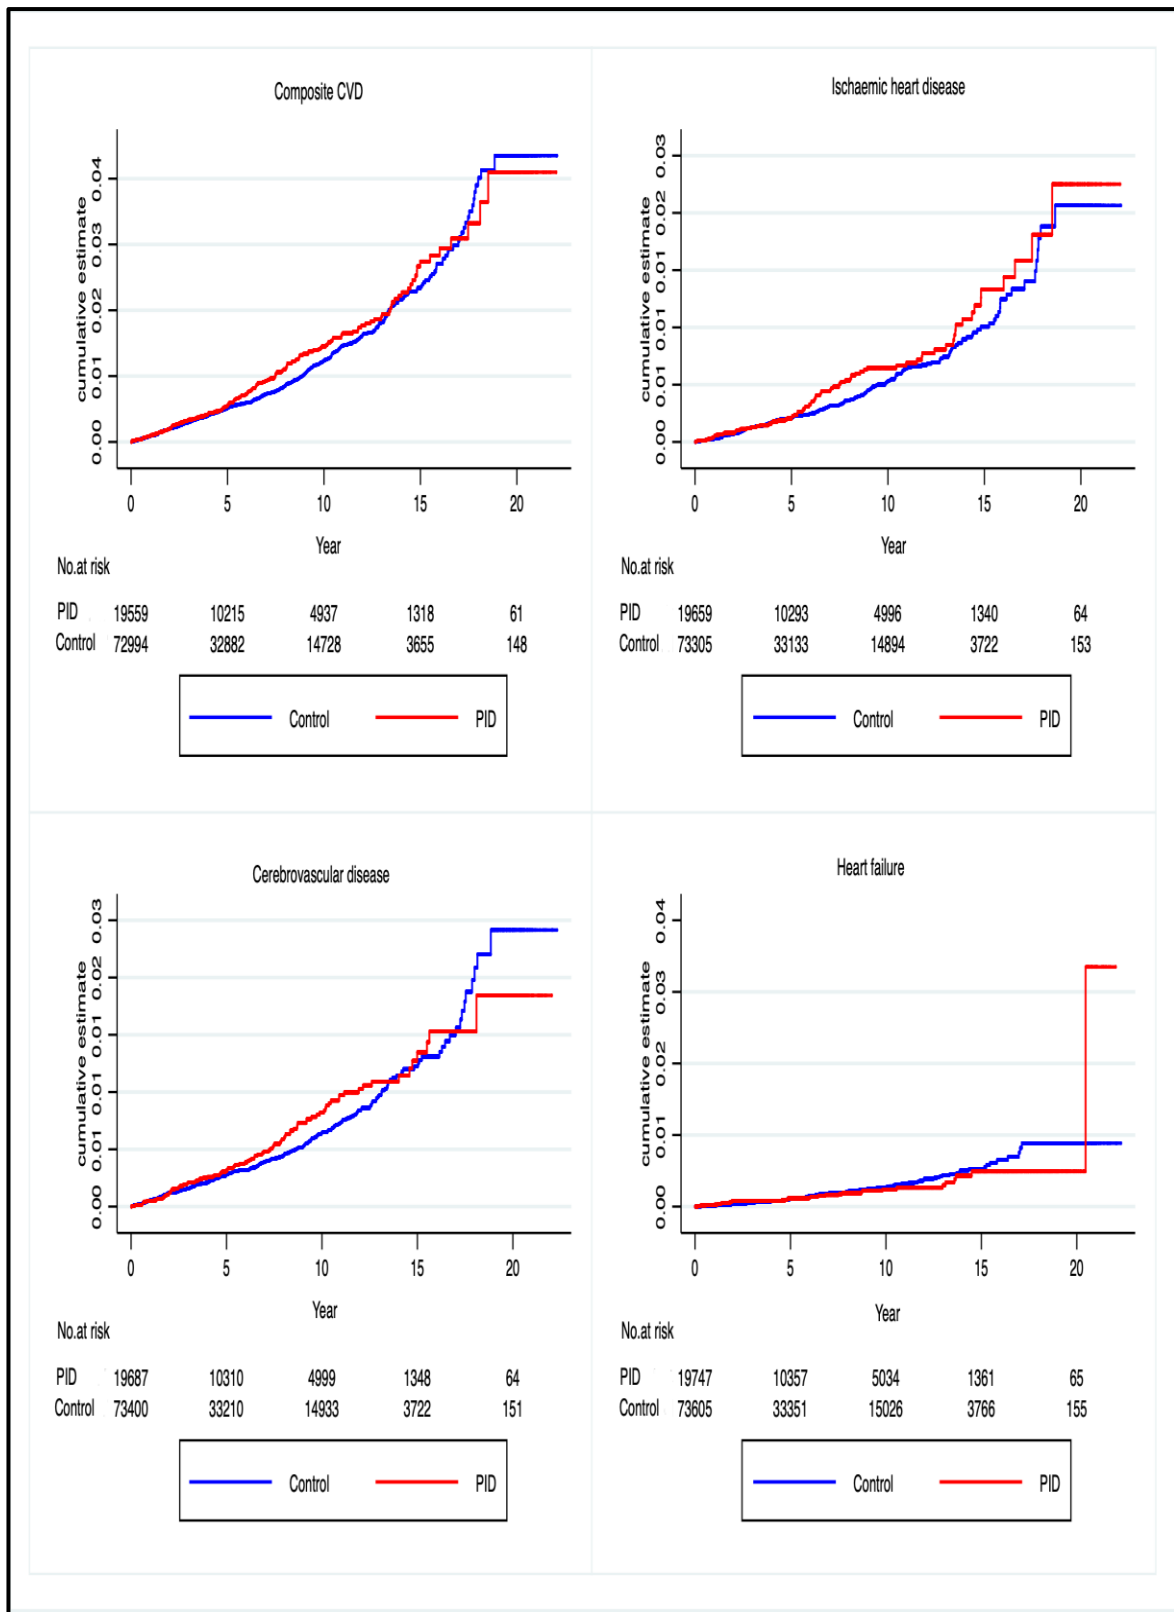 Composite CVD
cumulative estimate
0.04
0.03
0.02
0.01
0.00
0 5 10 15 20
Year
No.at risk
PID 19559 10215 4937 1318 61
Control 72994 32882 14728 3655 148
Control PID
Ischaemic heart disease
cumulative estimate
0.03
0.02
0.01
0.01
0.01
0.00
0 5 10 15 20
Year
No.at risk
PID 19659 10293 4996 1340 64
Control 73305 33133 14894 3722 153
Control PID
Cerebrovascular disease
cumulative estimate
0.03
0.02
0.01
0.01
0.01
0.00
0 5 10 15 20
Year
No.at risk
PID 19687 10310 4999 1348 64
Control 73400 33210 14933 3722 151
Control PID
Heart failure
cumulative estimate
0.04
0.03
0.02
0.01
0.00
0 5 10 15 20
Year
No.at risk
PID 19747 10357 5034 1361 65
Control 73605 33351 15026 3766 155
Control PID